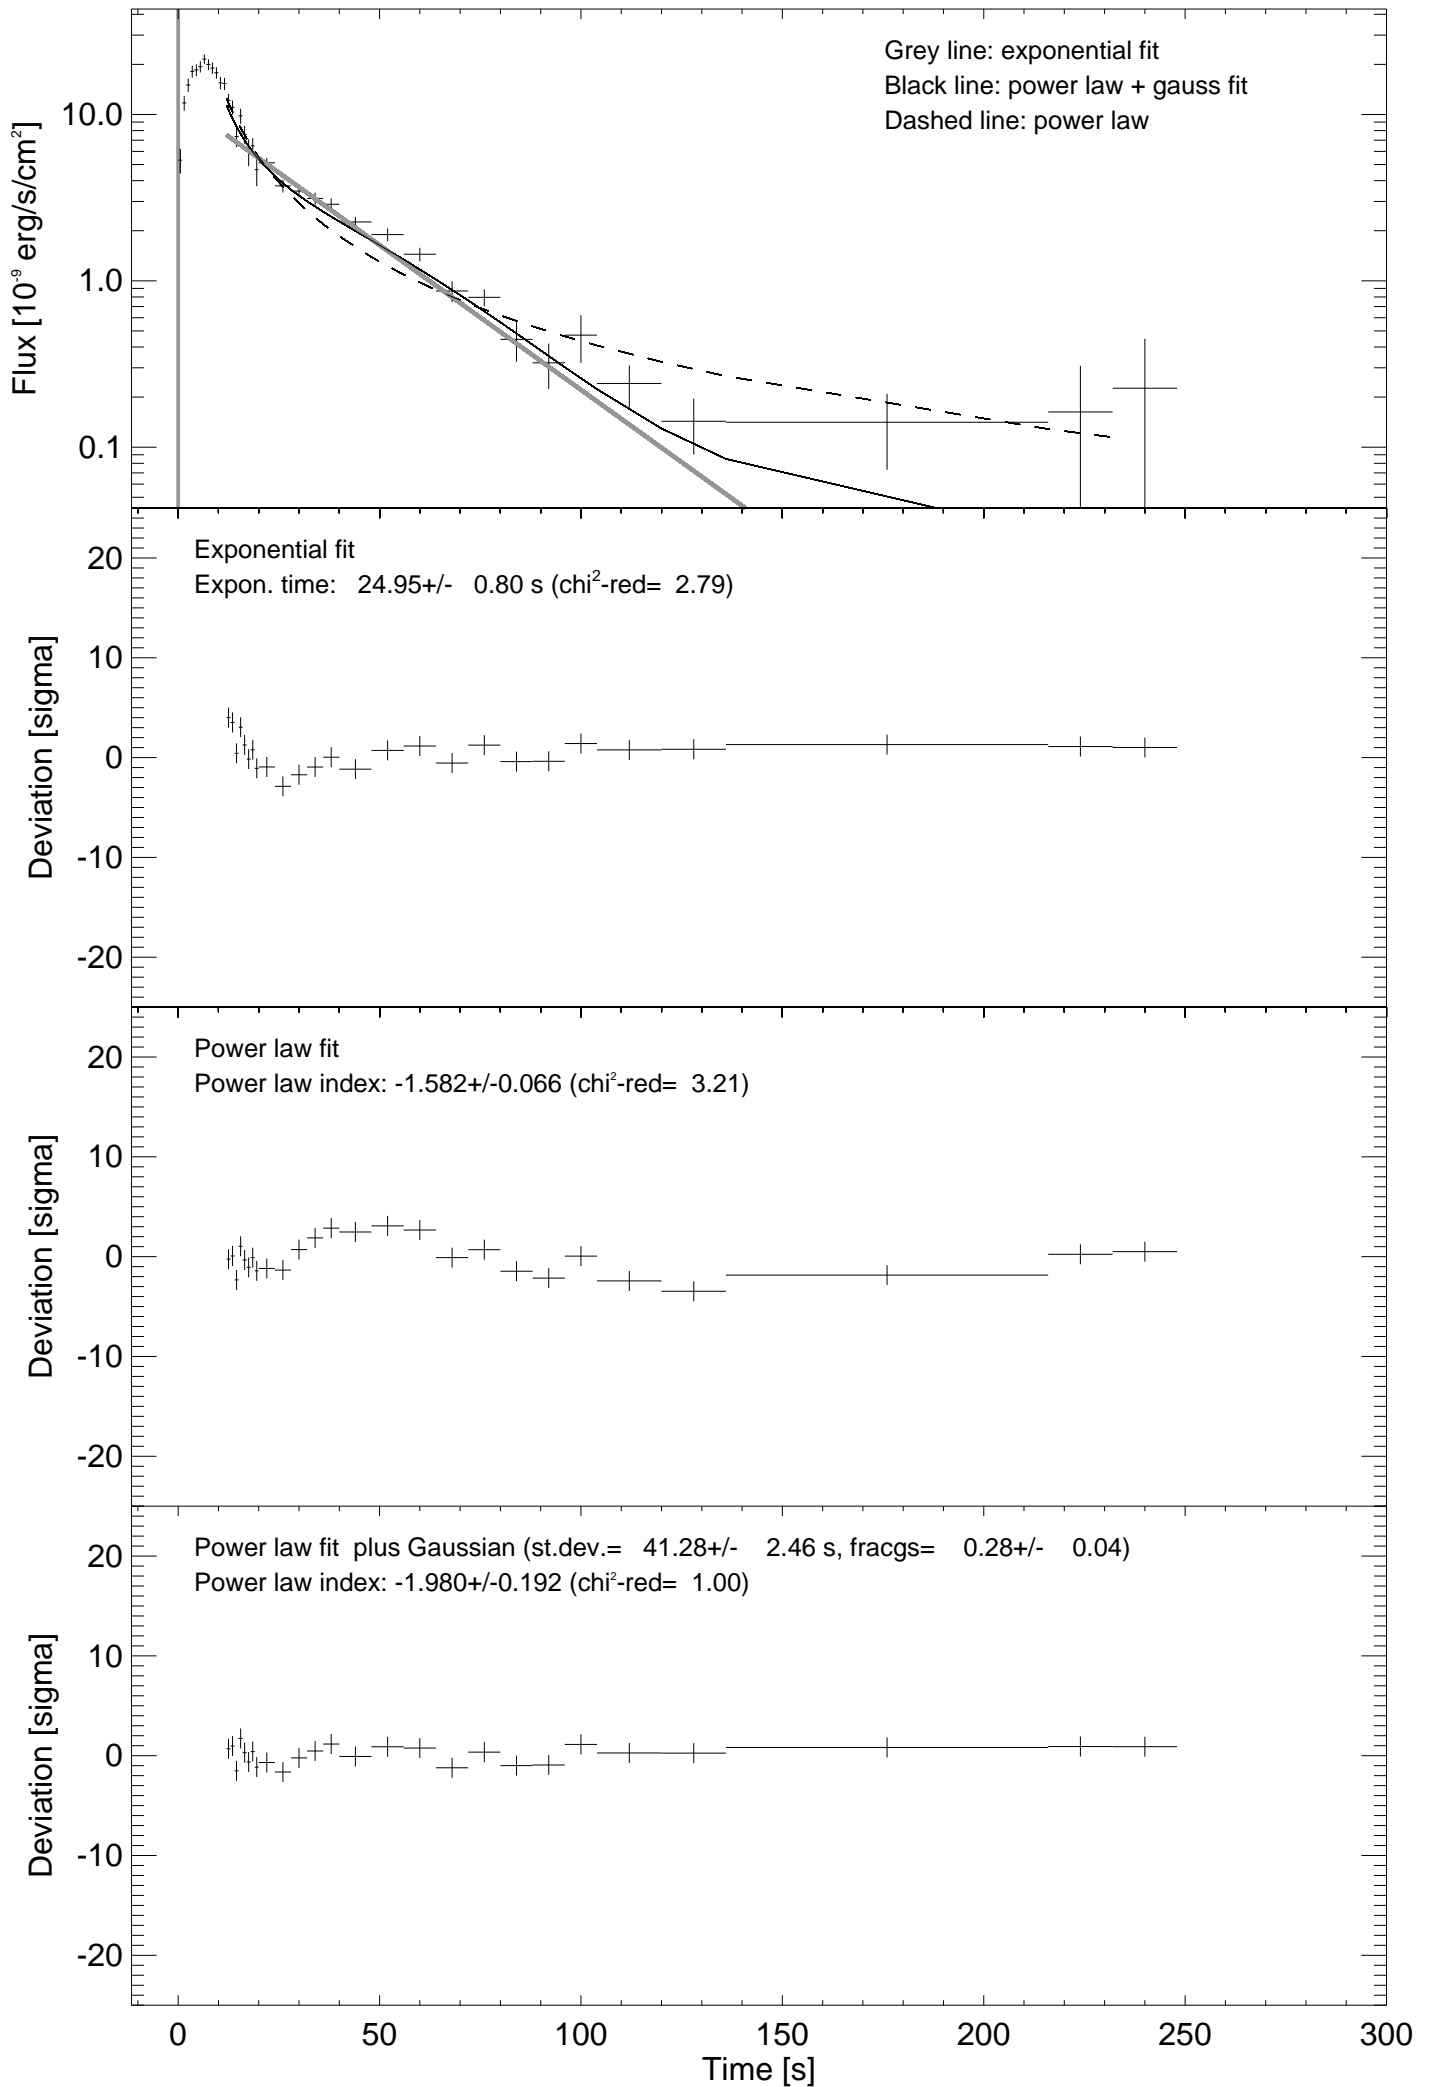 Grey line: exponential fit
Black line: power law + gauss fit
Dashed line: power law
10.0
1.0
0.1
Flux [10⁻⁹ erg/s/cm²]
Exponential fit
Expon. time: 24.95+/- 0.80 s (chi²-red= 2.79)
20
10
0
-10
-20
Deviation [sigma]
Power law fit
Power law index: -1.582+/-0.066 (chi²-red= 3.21)
20
10
0
-10
-20
Deviation [sigma]
Power law fit plus Gaussian (st.dev.= 41.28+/- 2.46 s, fracgs= 0.28+/- 0.04)
Power law index: -1.980+/-0.192 (chi²-red= 1.00)
20
10
0
-10
-20
Deviation [sigma]
0 50 100 150 200 250 300
Time [s]